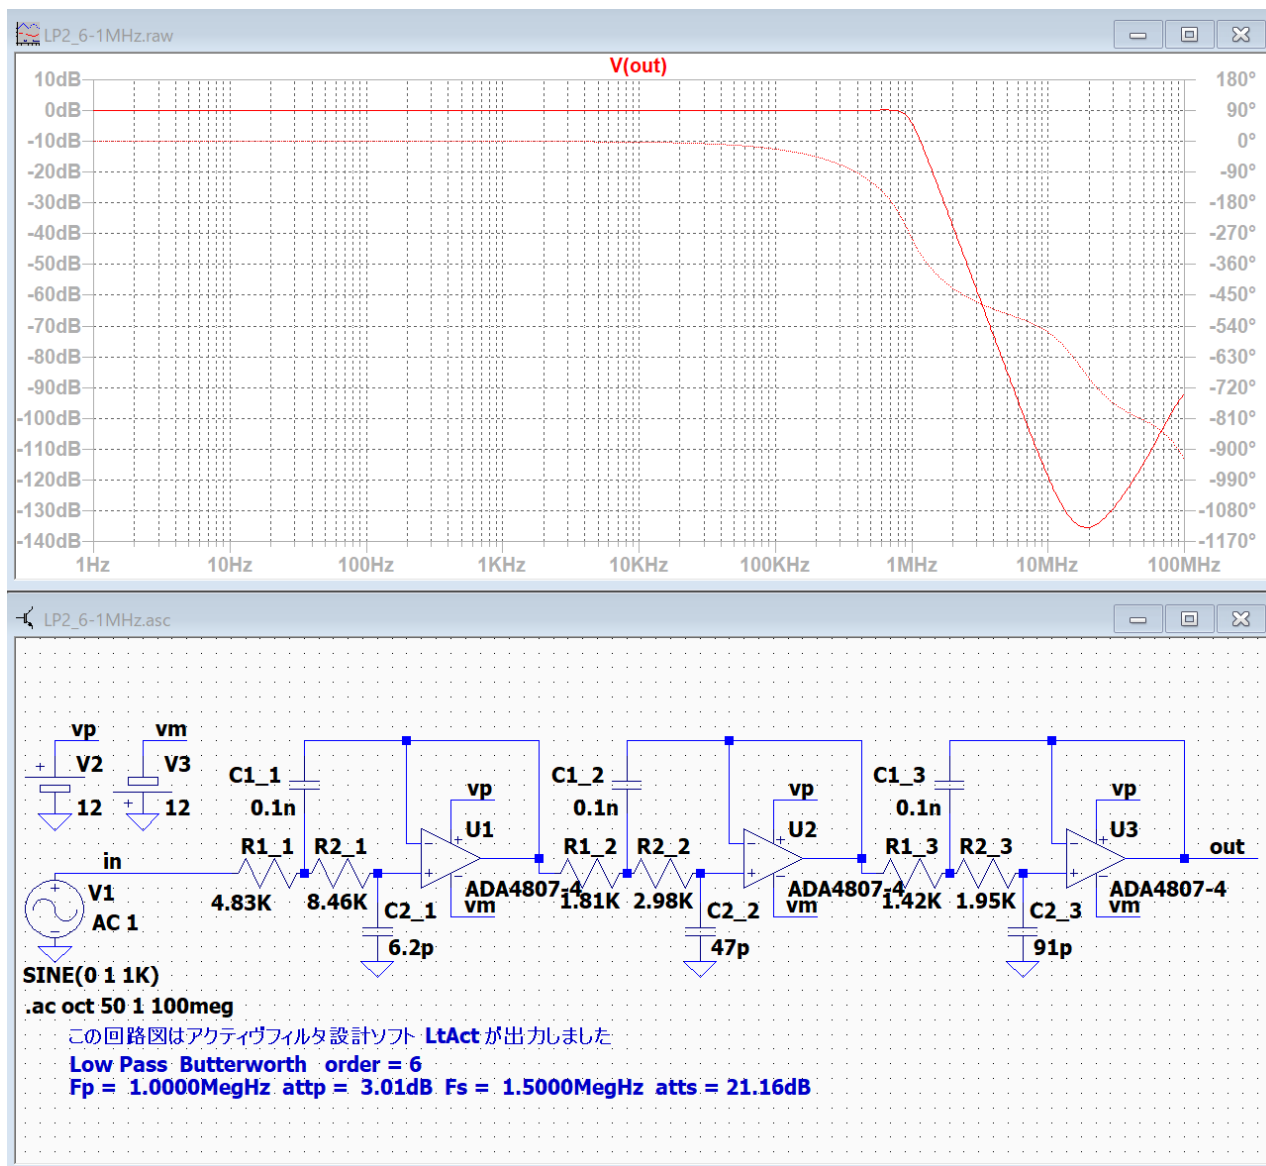 LP2_6-1MHz.raw
V(out)
10dB 180°
0dB 90°
-10dB 0°
-20dB -90°
-30dB -180°
-40dB -270°
-50dB -360°
-60dB -450°
-70dB -540°
-80dB -630°
-90dB -720°
-100dB -810°
-110dB -900°
-120dB -990°
-130dB -1080°
-140dB -1170°
1Hz 10Hz 100Hz 1KHz 10KHz 100KHz 1MHz 10MHz 100MHz
LP2_6-1MHz.asc
vp vm
V2 V3 C1_1 C1_2 C1_3
12 12 0.1n vp 0.1n vp 0.1n vp
U1 U2 U3
in R1_1 R2_1 R1_2 R2_2 R1_3 R2_3 out
V1 ADA4807-4 ADA4807-4 ADA4807-4
4.83K 8.46K vm 1.81K 2.98K vm 1.42K 1.95K vm
AC 1 C2_1 C2_2 C2_3
6.2p 47p 91p
SINE(0 1 1K)
.ac oct 50 1 100meg
この回路図はアクティヴフィルタ設計ソフト LtAct が出力しました
Low Pass Butterworth order = 6
Fp = 1.0000MegHz attp = 3.01dB Fs = 1.5000MegHz atts = 21.16dB